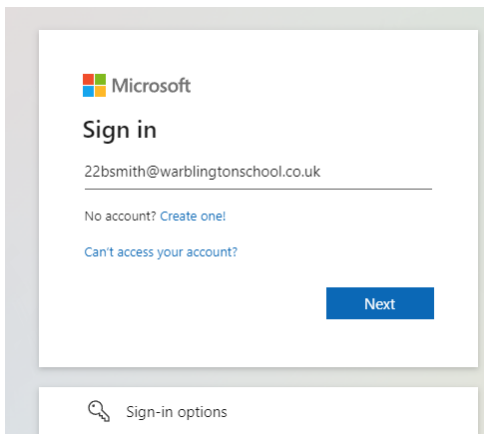 Microsoft
Sign in
22bsmith@warblingtonschool.co.uk
No account? Create one!
Can't access your account?
Next
Sign-in options